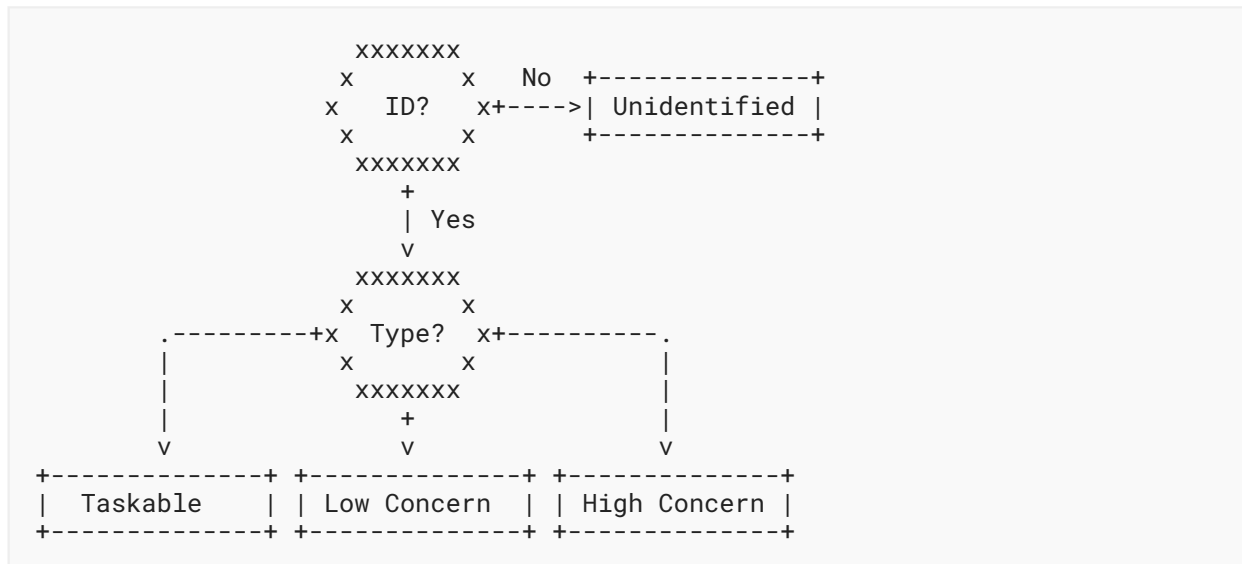 ID?
No
Unidentified
Yes
Type?
Taskable
Low Concern
High Concern